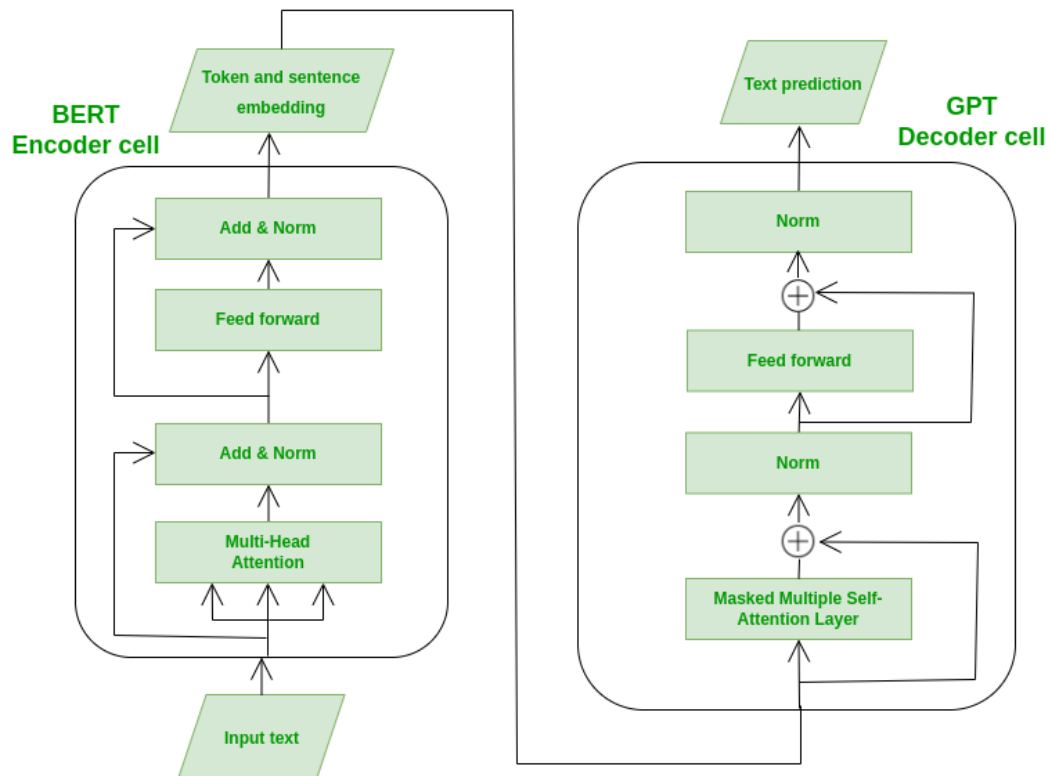 BERT
Encoder cell
Token and sentence
embedding
Add & Norm
Feed forward
Add & Norm
Multi-Head
Attention
Input text
GPT
Decoder cell
Text prediction
Norm
Feed forward
Norm
Masked Multiple Self-
Attention Layer